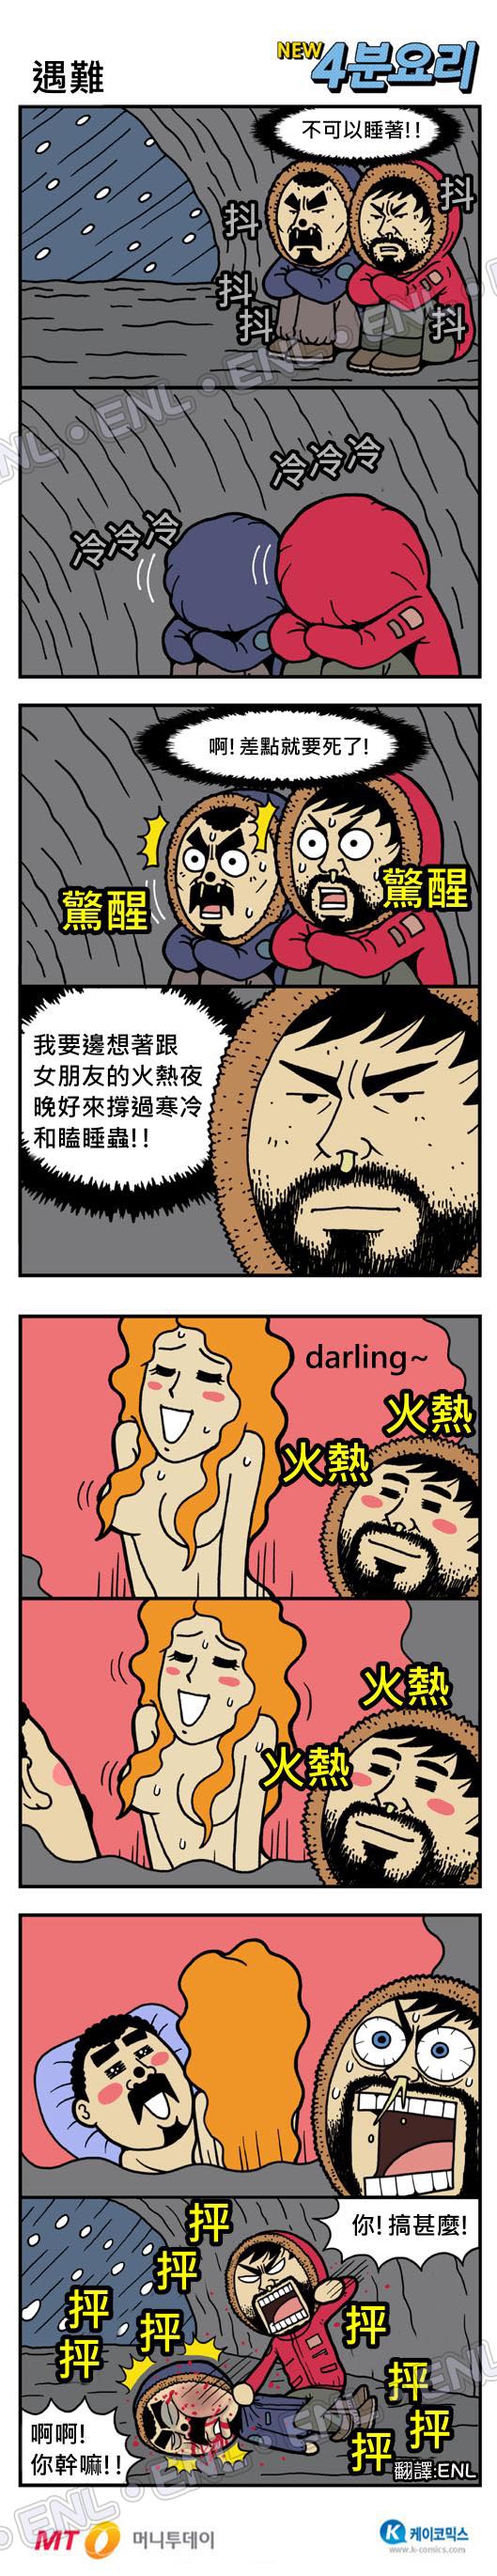 遇難
NEW 4분요리
不可以睡著!!
抖
抖
抖
抖
抖
ENL
冷冷冷
冷冷冷
啊! 差點就要死了!
驚醒
驚醒
我要邊想著跟
女朋友的火熱夜
晚好來撐過寒冷
和瞌睡蟲!!
darling~
火熱
火熱
火熱
火熱
你! 搞甚麼!
抨
抨
抨
抨
抨
抨
抨
抨
抨
啊啊!
你幹嘛!!
翻譯:ENL
MT 머니투데이
K 케이코믹스
www.k-comics.com